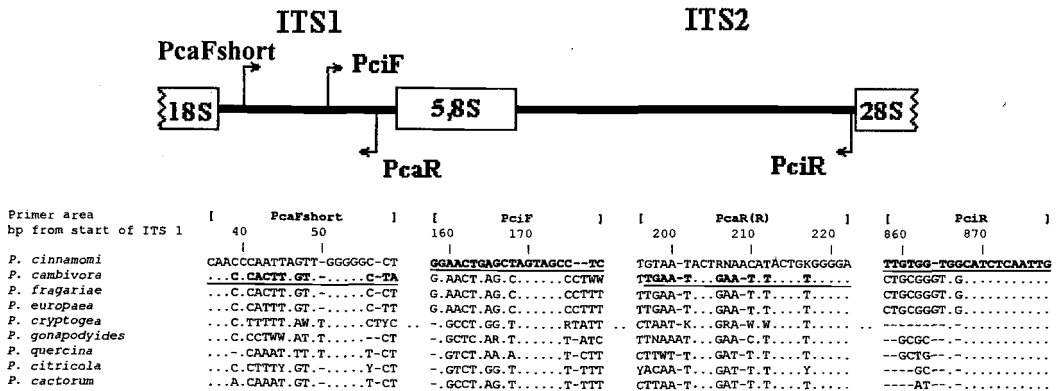 ITS1
ITS2
PcaFshort
PciF
18S
5,8S
28S
PcaR
PciR
Primer area [ PcaFshort ] [ PciF ] [ PcaR(R) ] [ PciR ]
bp from start of ITS 1 40 50 160 170 200 210 220 860 870
P. cinnamomi CAACCCAATTAGTT-GGGGGC-CT GGAACTGAGCTAGTAGCC--TC TGTAA-TACTRNAACATACTGKGGGGA TTGTGG-TGGCATCTCAATTG
P. cambivora ...C.CACTT.GT.-.....C-TA G.AACT.AG.C......CCTWW TTGAA-T...GAA-T.T...T..... CTGCGGGT.G............
P. fragariae ...C.CACTT.GT.-.....C-CT G.AACT.AG.C......CCTTT TTGAA-T...GAA-T.T...T..... CTGCGGGT.G............
P. europaea ...C.CATTT.GT.-.....C-TT G.AACT.AG.C......CCTTT TTGAA-T...GAA-T.T...T..... CTGCGGGT.G............
P. cryptogea ...C.TTTTT.AW.T.....CTYC .. -.GCCT.GG.T......RTATT .. CTAAT-K...GRA-W.W...T..... .. --------.-............
P. gonapodyides ...C.CCTWW.AT.T......--CT -.GCTC.AR.T......T-ATC TTNAAAT...GAA-C.T...T..... --GCGC--.-............
P. quercina ...-.CAAAT.TT.T.....T-CT -.GTCT.AA.A......T-CTT CTTWT-T...GAT-T.T...T..... --GCTG--.-............
P. citricola ...C.CTTTY.GT.-.....Y-CT -.GTCT.GG.T......T-TTT YACAA-T...GAT-T.T...Y..... ---GC---.-............
P. cactorum ...A.CAAAT.GT.-.....T-CT -.GCCT.AG.T......T-TTT CTTAA-T...GAT-T.T...T..... ---AT---.-............